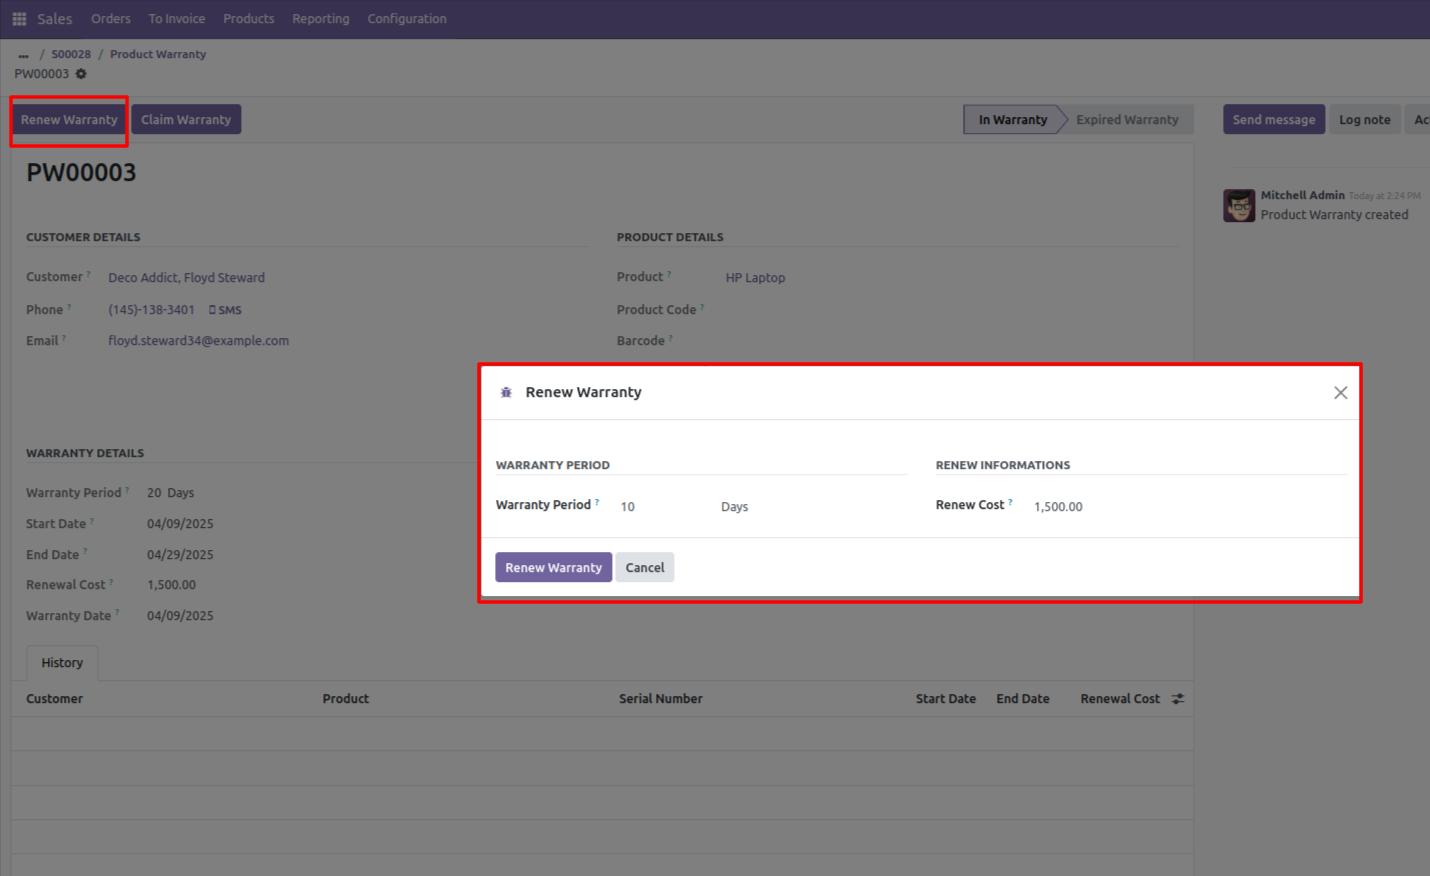 Sales Orders To Invoice Products Reporting Configuration
... / S00028 / Product Warranty
PW00003
Renew Warranty Claim Warranty In Warranty Expired Warranty Send message Log note Ac
PW00003
Mitchell Admin Today at 2:24 PM
Product Warranty created
CUSTOMER DETAILS PRODUCT DETAILS
Customer ? Deco Addict, Floyd Steward Product ? HP Laptop
Phone ? (145)-138-3401 SMS Product Code ?
Email ? floyd.steward34@example.com Barcode ?
Renew Warranty
WARRANTY PERIOD RENEW INFORMATIONS
Warranty Period ? 10 Days Renew Cost ? 1,500.00
Renew Warranty Cancel
WARRANTY DETAILS
Warranty Period ? 20 Days
Start Date ? 04/09/2025
End Date ? 04/29/2025
Renewal Cost ? 1,500.00
Warranty Date ? 04/09/2025
History
Customer Product Serial Number Start Date End Date Renewal Cost